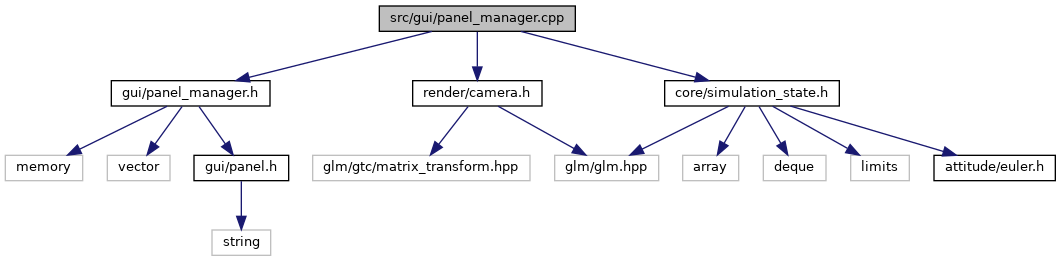 src/gui/panel_manager.cpp
gui/panel_manager.h
render/camera.h
core/simulation_state.h
memory
vector
gui/panel.h
glm/gtc/matrix_transform.hpp
glm/glm.hpp
array
deque
limits
attitude/euler.h
string